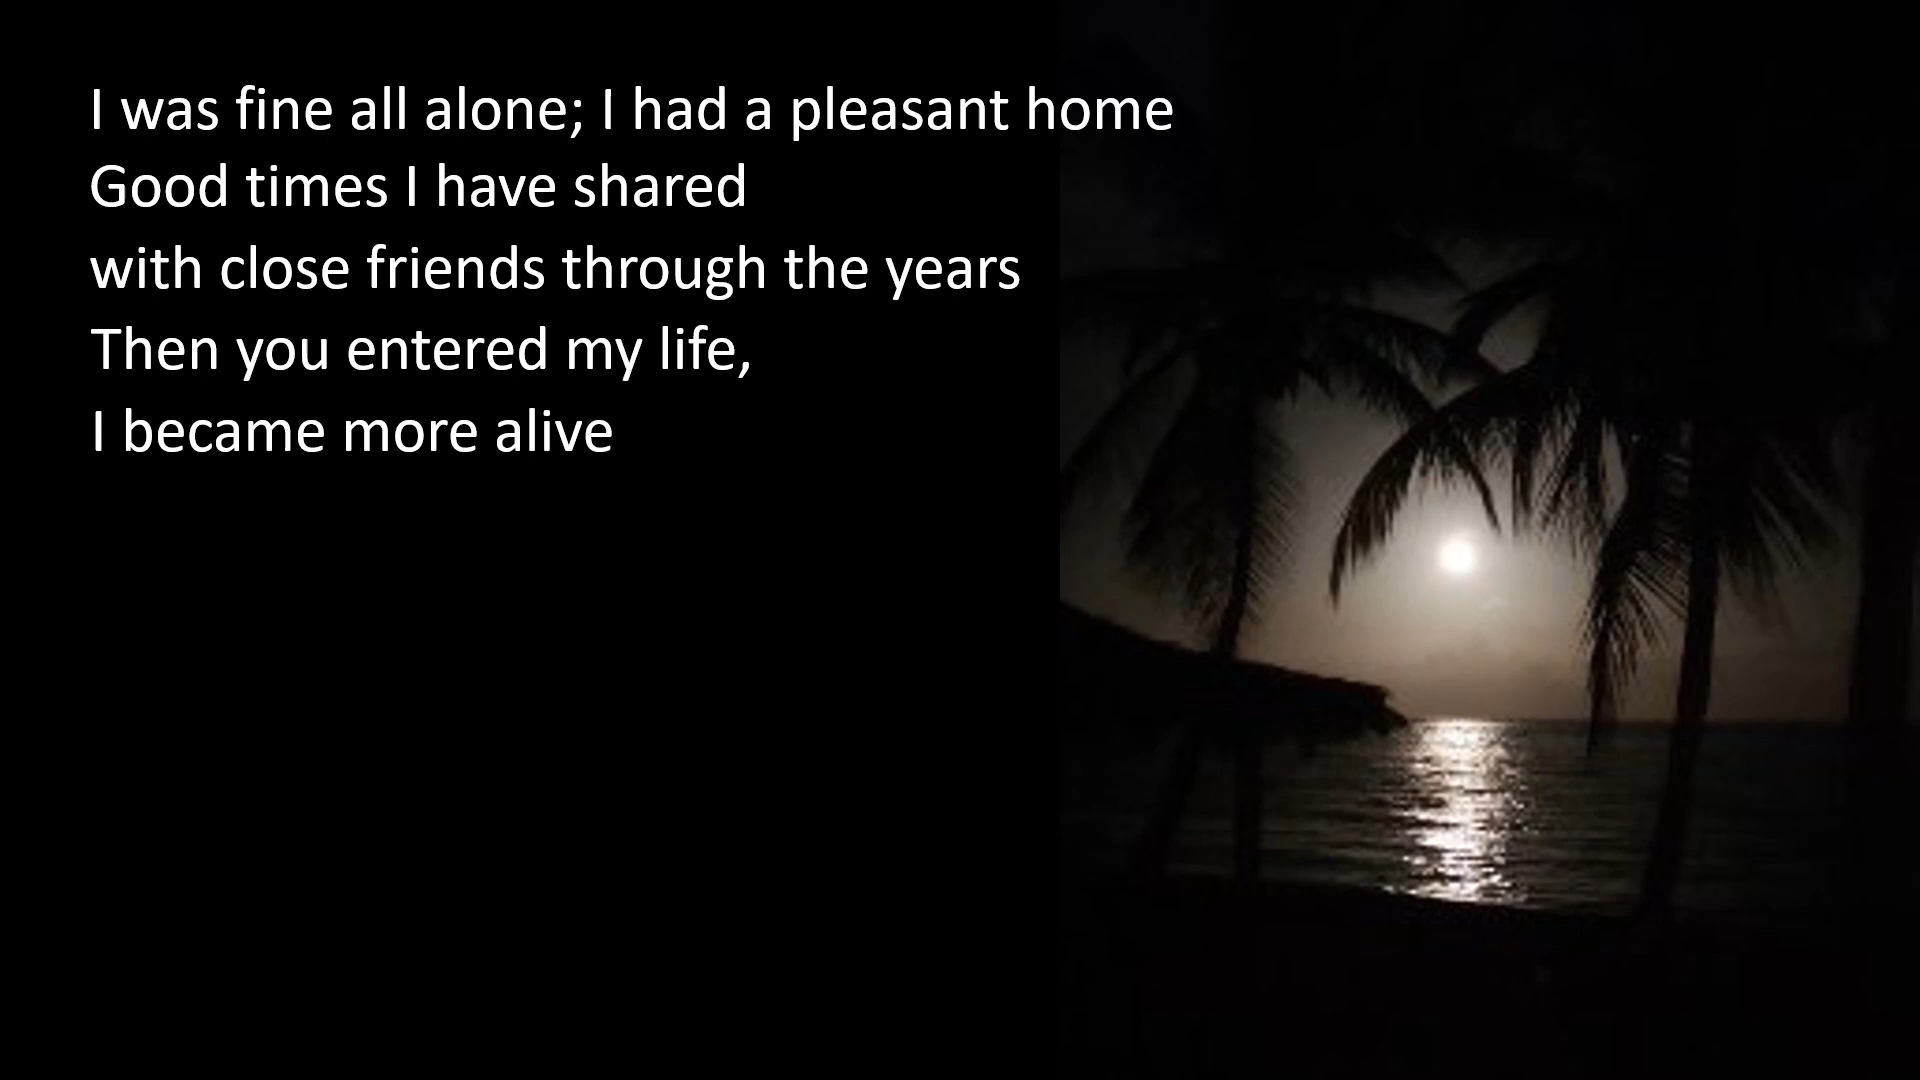 I was fine all alone; I had a pleasant home
Good times I have shared
with close friends through the years
Then you entered my life,
I became more alive